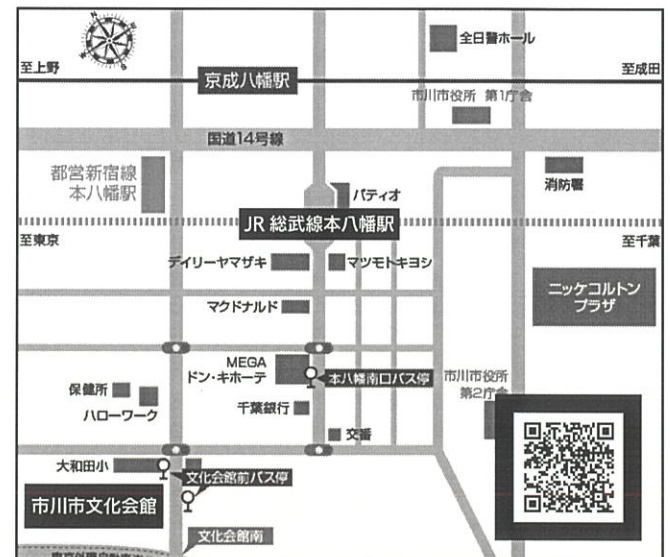 N
全日警ホール
至上野
至成田
京成八幡駅
市川市役所 第1庁舎
国道14号線
都営新宿線
本八幡駅
消防署
パティオ
JR 総武線本八幡駅
至東京
至千葉
デイリーヤマザキ
マツモトキヨシ
ニッケコルトン
プラザ
マクドナルド
MEGA
ドン・キホーテ
本八幡南口バス停
市川市役所
第2庁舎
保健所
ハローワーク
千葉銀行
交番
大和田小
文化会館前バス停
市川市文化会館
文化会館南